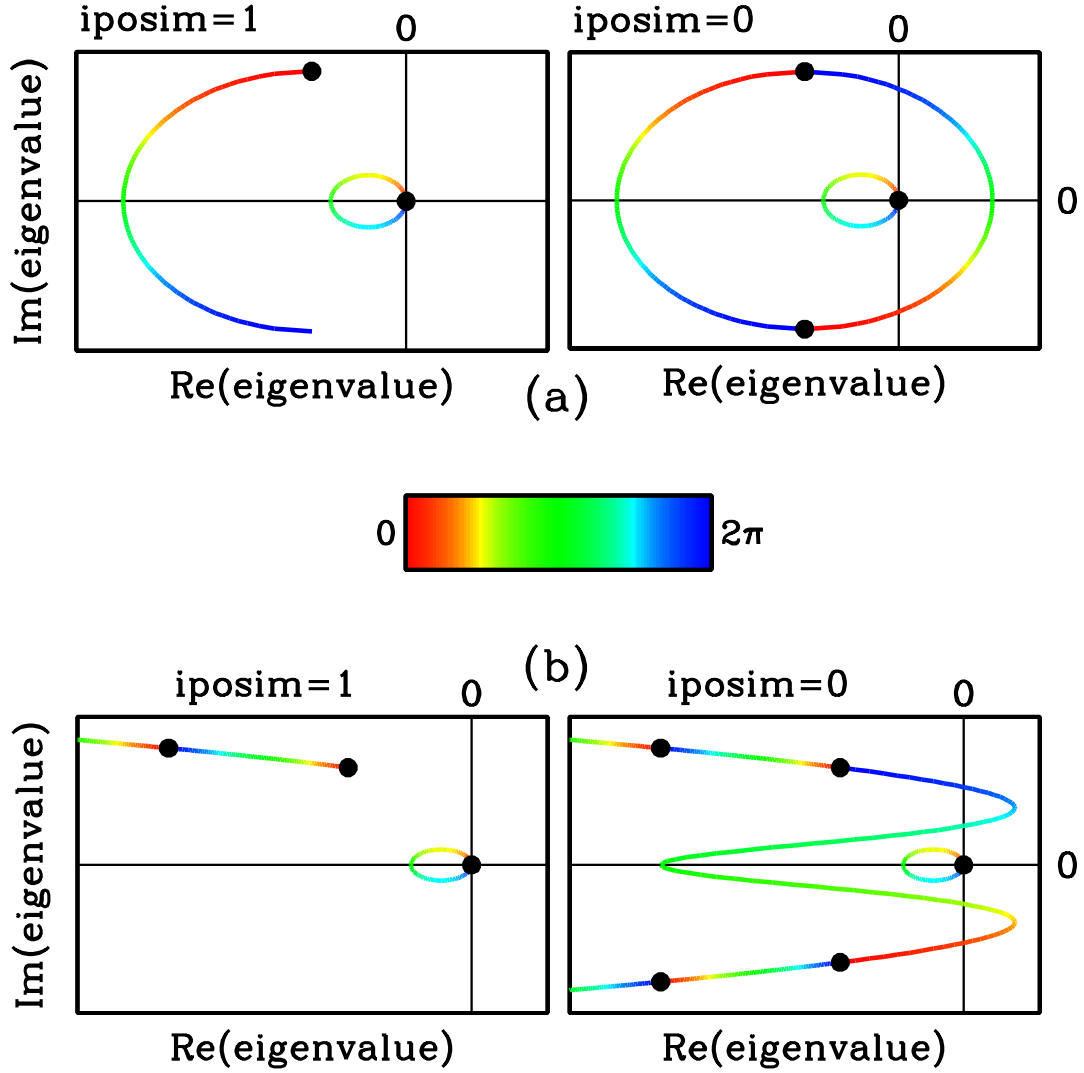 iposim=1
0
iposim=0
0
Im(eigenvalue)
0
Re(eigenvalue)
Re(eigenvalue)
(a)
0
2π
(b)
iposim=1
0
iposim=0
0
Im(eigenvalue)
0
Re(eigenvalue)
Re(eigenvalue)